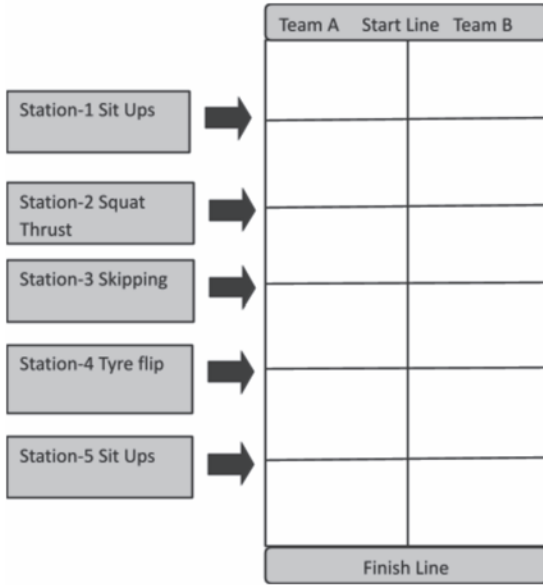 Team A Start Line Team B
Station-1 Sit Ups
Station-2 Squat
Thrust
Station-3 Skipping
Station-4 Tyre flip
Station-5 Sit Ups
Finish Line